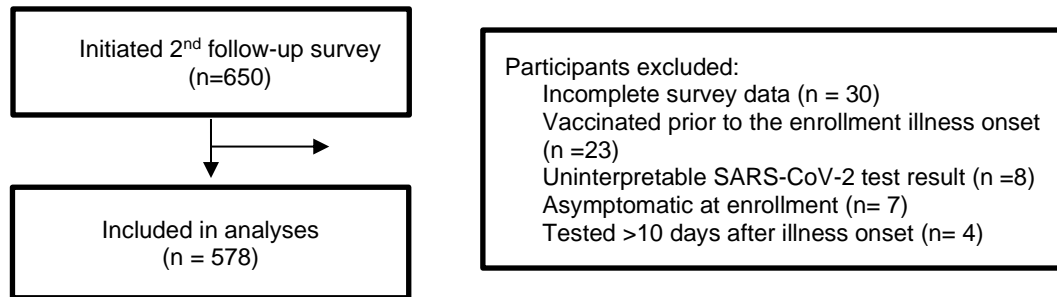 Initiated 2nd follow-up survey
(n=650)
Participants excluded:
Incomplete survey data (n = 30)
Vaccinated prior to the enrollment illness onset
(n =23)
Uninterpretable SARS-CoV-2 test result (n =8)
Asymptomatic at enrollment (n= 7)
Tested >10 days after illness onset (n= 4)
Included in analyses
(n = 578)